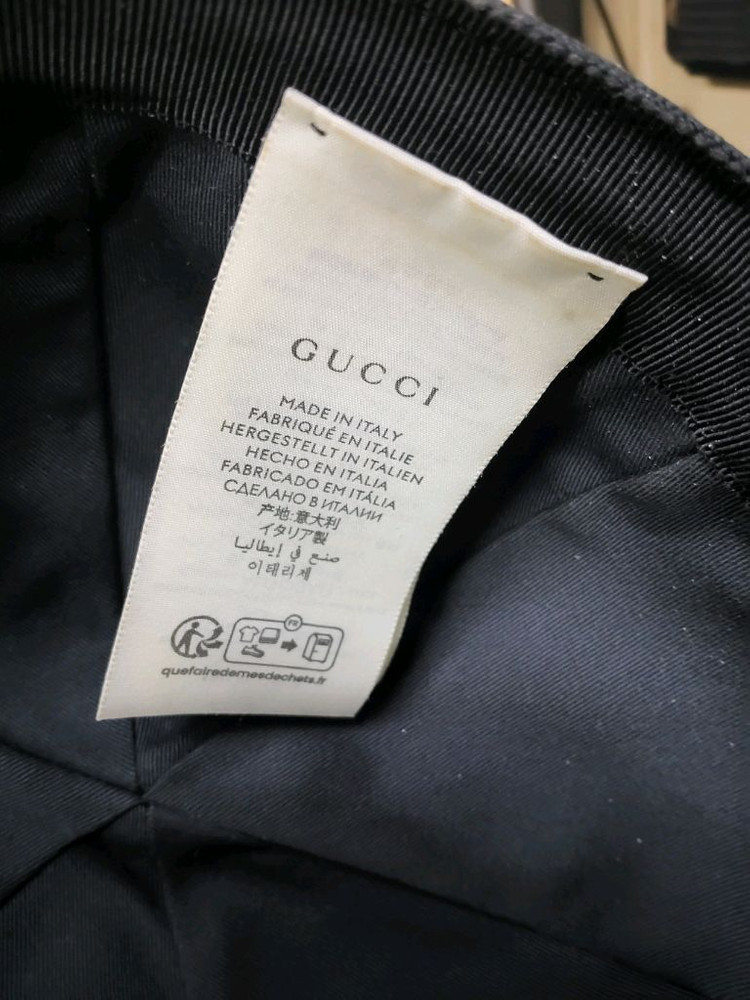 GUCCI
MADE IN ITALY
FABRIQUÉ EN ITALIE
HERGESTELLT IN ITALIEN
HECHO EN ITALIA
FABRICADO EM ITÁLIA
СДЕЛАНО В ИТАЛИИ
产地:意大利
イタリア製
صنع في إيطاليا
이태리제
FR
quefairedemesdechets.fr